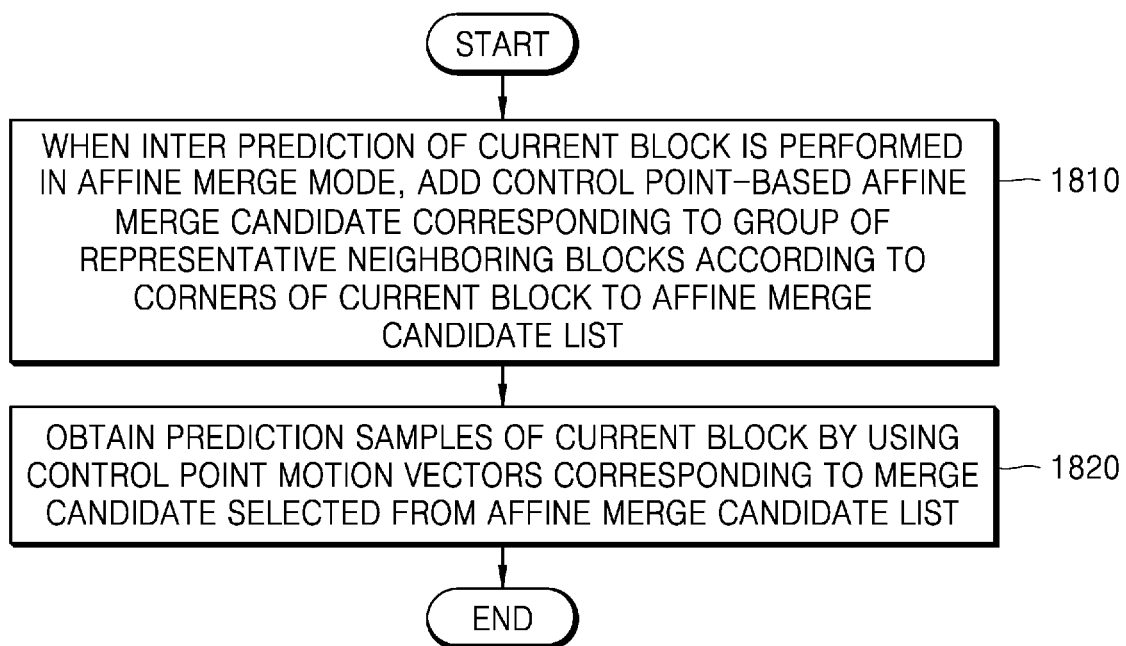 START
WHEN INTER PREDICTION OF CURRENT BLOCK IS PERFORMED
IN AFFINE MERGE MODE, ADD CONTROL POINT-BASED AFFINE
MERGE CANDIDATE CORRESPONDING TO GROUP OF
REPRESENTATIVE NEIGHBORING BLOCKS ACCORDING TO
CORNERS OF CURRENT BLOCK TO AFFINE MERGE
CANDIDATE LIST
1810
OBTAIN PREDICTION SAMPLES OF CURRENT BLOCK BY USING
CONTROL POINT MOTION VECTORS CORRESPONDING TO MERGE
CANDIDATE SELECTED FROM AFFINE MERGE CANDIDATE LIST
1820
END